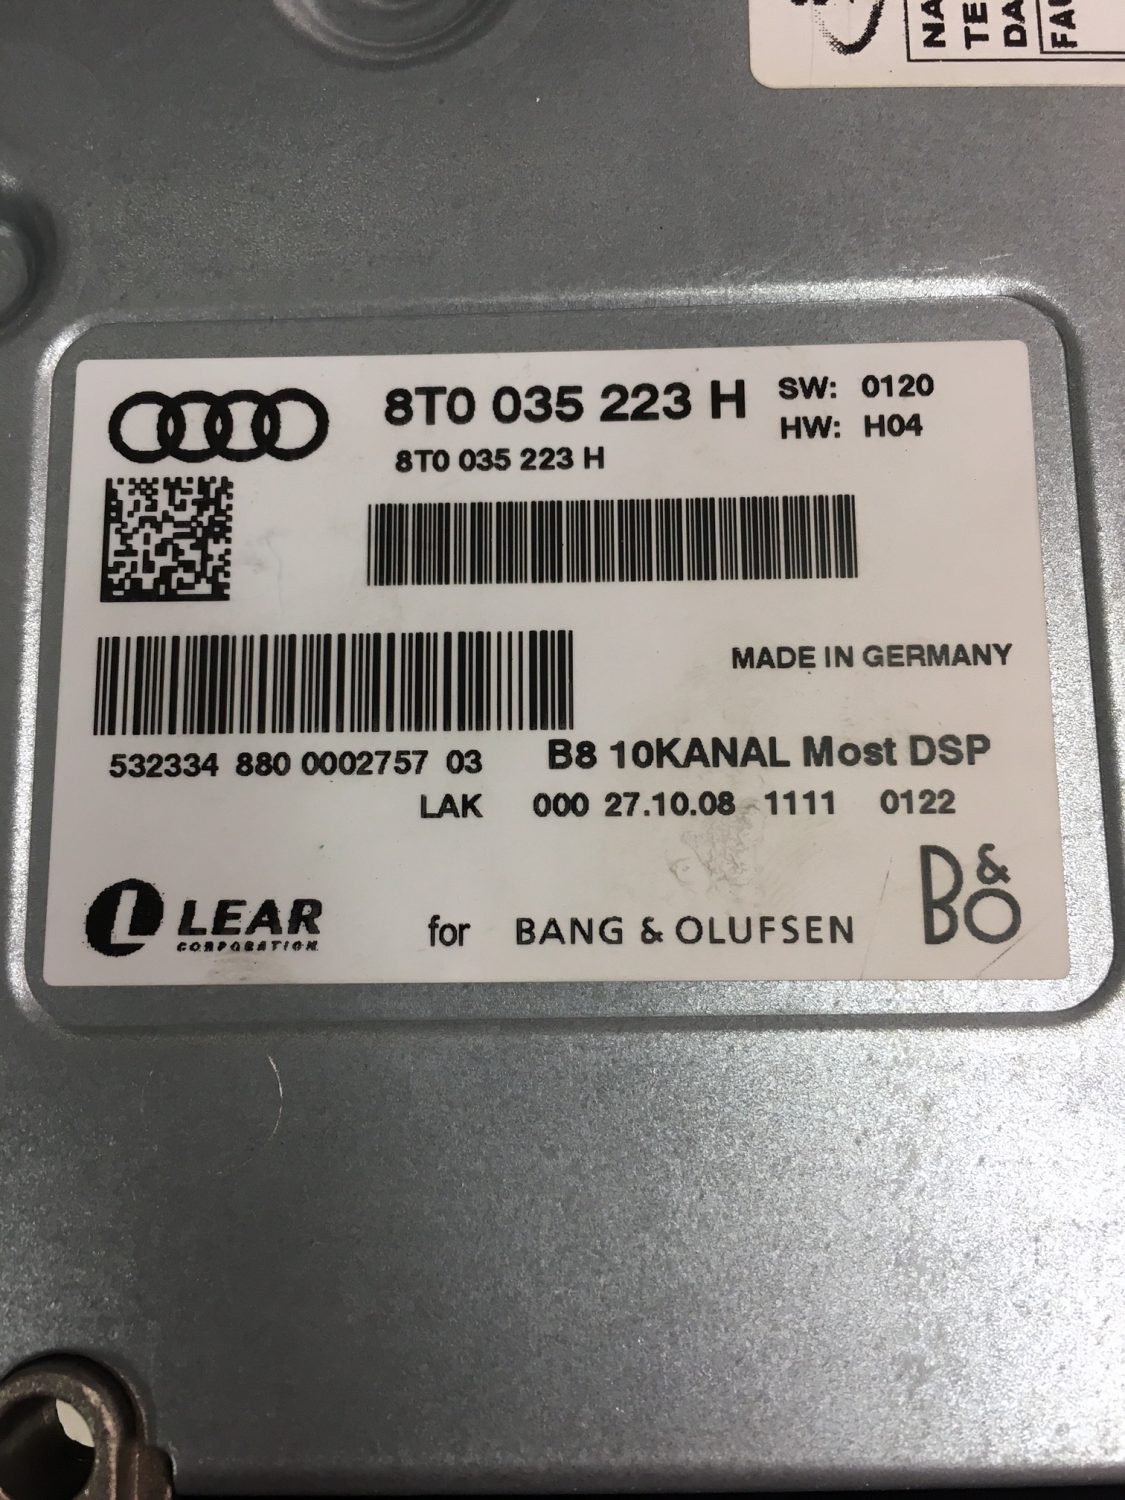 8T0 035 223 H
SW: 0120
HW: H04
8T0 035 223 H
MADE IN GERMANY
532334 880 0002757 03
B8 10KANAL Most DSP
LAK 000 27.10.08 1111 0122
LEAR
CORPORATION
for BANG & OLUFSEN
B&O